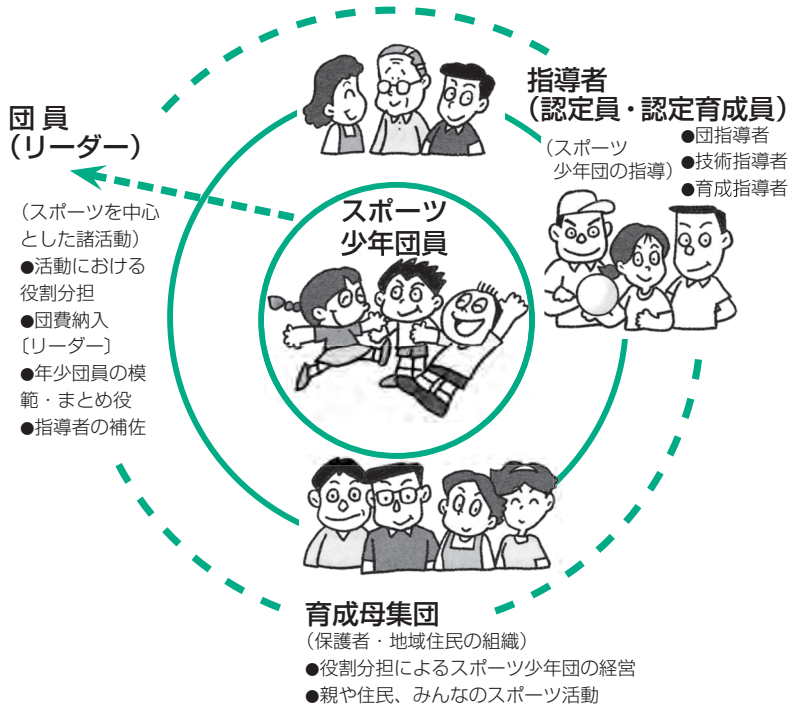 団 員
（リーダー）
（スポーツを中心
とした諸活動）
●活動における
役割分担
●団費納入
〔リーダー〕
●年少団員の模
範・まとめ役
●指導者の補佐
スポーツ
少年団員
指導者
（認定員・認定育成員）
（スポーツ
少年団の指導）
●団指導者
●技術指導者
●育成指導者
育成母集団
（保護者・地域住民の組織）
●役割分担によるスポーツ少年団の経営
●親や住民、みんなのスポーツ活動